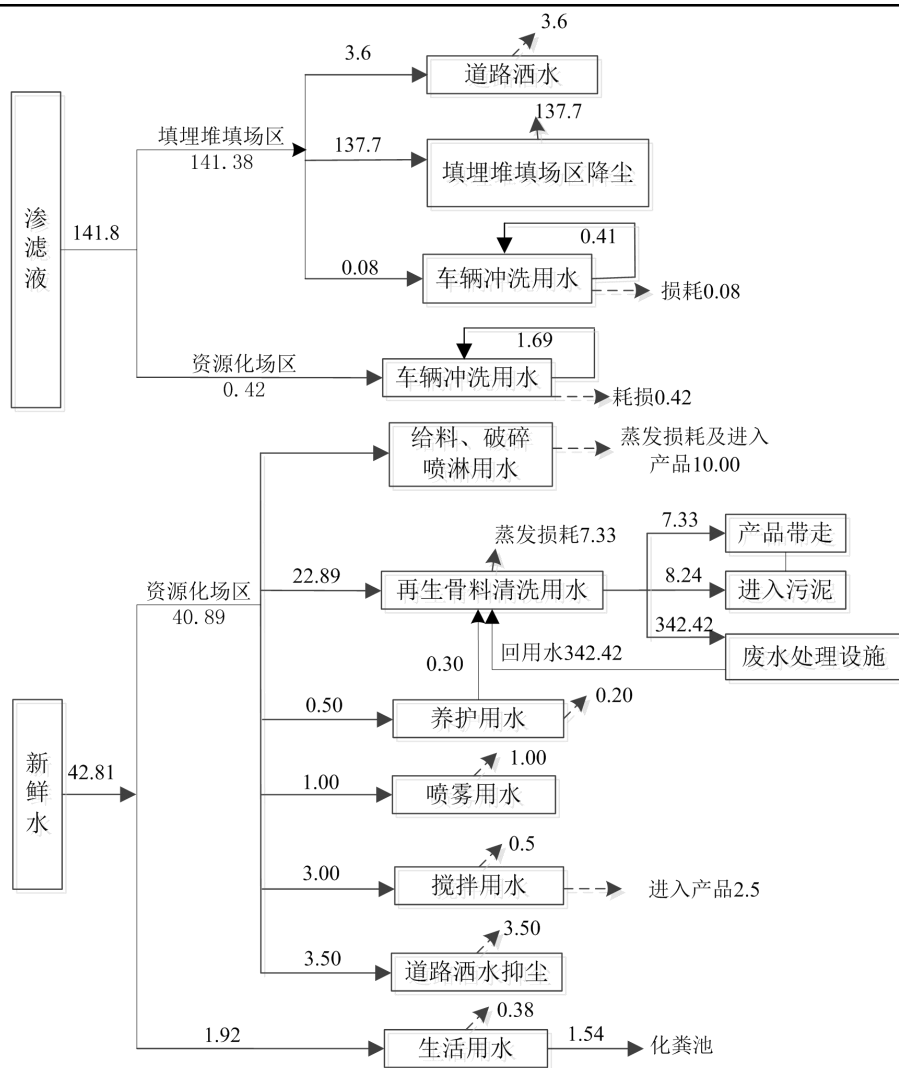 3.6
3.6
道路洒水
填埋堆填场区
141.38
137.7
137.7
填埋堆填场区降尘
渗滤液
141.8
0.41
0.08
车辆冲洗用水
损耗0.08
资源化场区
0.42
1.69
车辆冲洗用水
耗损0.42
给料、破碎
喷淋用水
蒸发损耗及进入
产品10.00
蒸发损耗7.33
7.33
产品带走
资源化场区
40.89
22.89
再生骨料清洗用水
8.24
进入污泥
342.42
废水处理设施
0.30
回用水342.42
0.50
养护用水
0.20
新鲜水
42.81
1.00
1.00
喷雾用水
0.5
3.00
搅拌用水
进入产品2.5
3.50
3.50
道路洒水抑尘
0.38
1.92
生活用水
1.54
化粪池